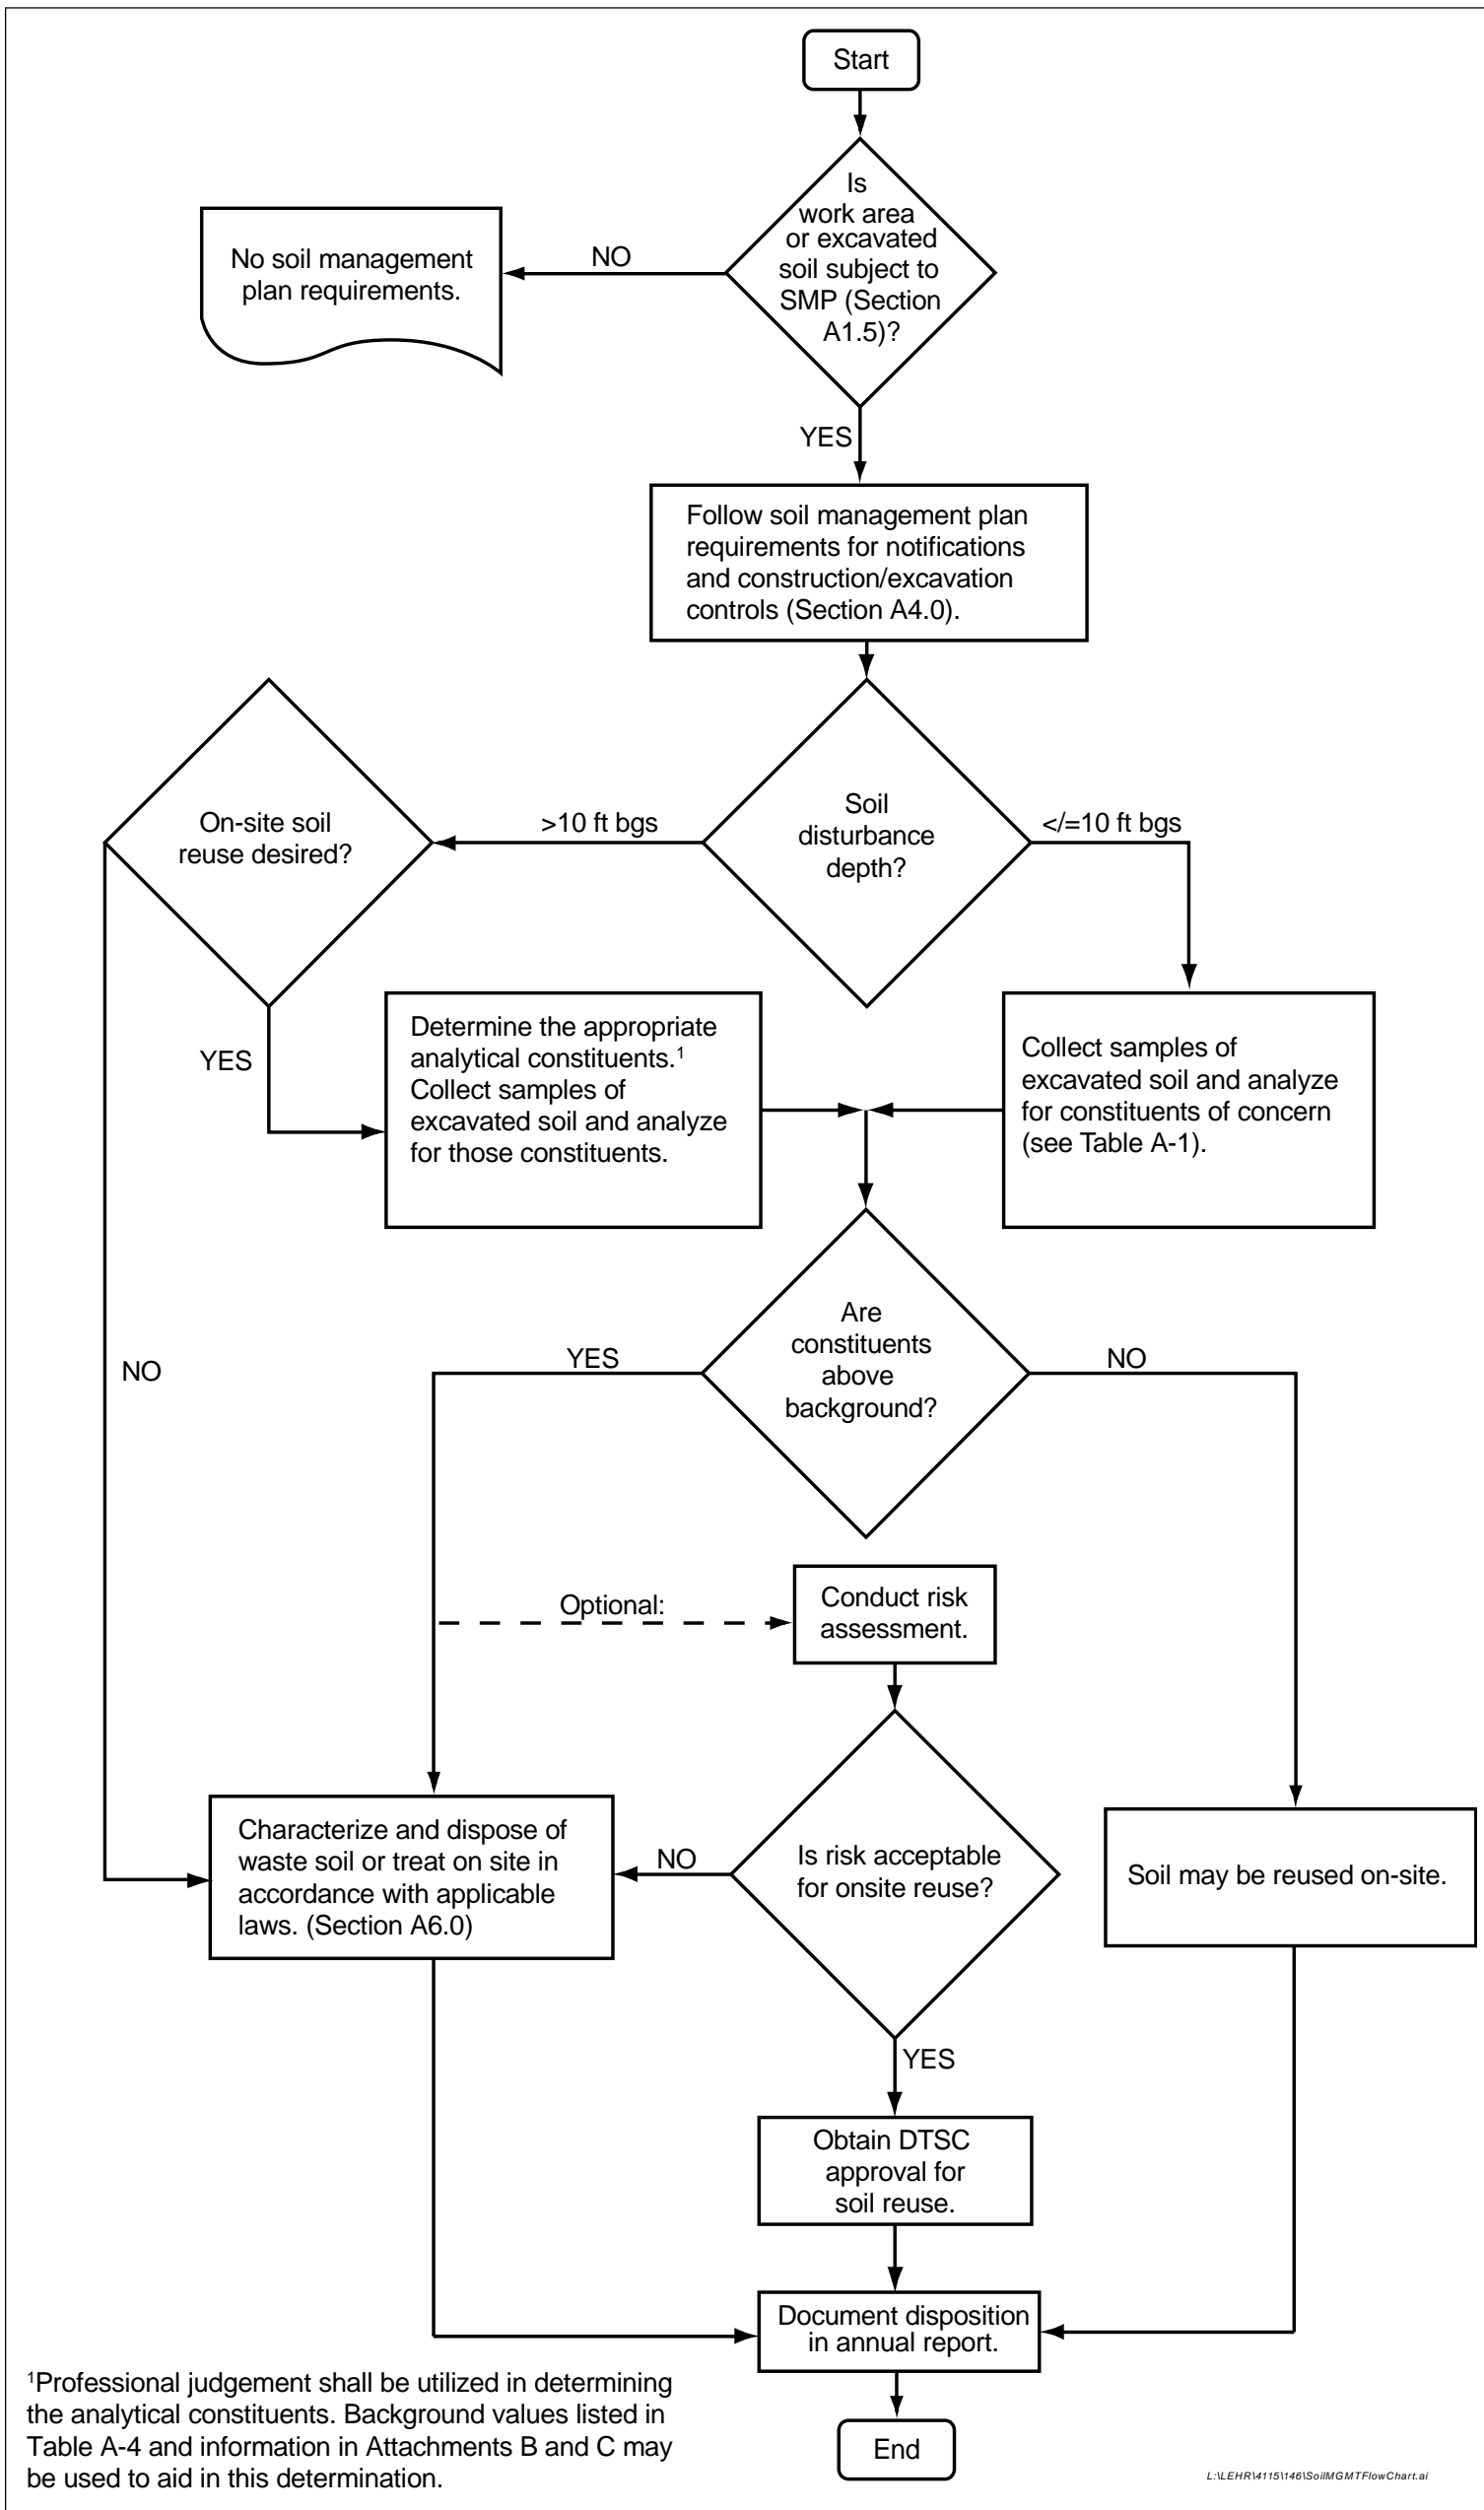 Start
Is
work area
or excavated
soil subject to
SMP (Section
A1.5)?
NO
No soil management
plan requirements.
YES
Follow soil management plan
requirements for notifications
and construction/excavation
controls (Section A4.0).
Soil
disturbance
depth?
>10 ft bgs
</=10 ft bgs
On-site soil
reuse desired?
YES
Determine the appropriate
analytical constituents.¹
Collect samples of
excavated soil and analyze
for those constituents.
Collect samples of
excavated soil and analyze
for constituents of concern
(see Table A-1).
NO
Are
constituents
above
background?
YES
NO
Optional:
Conduct risk
assessment.
Characterize and dispose of
waste soil or treat on site in
accordance with applicable
laws. (Section A6.0)
NO
Is risk acceptable
for onsite reuse?
Soil may be reused on-site.
YES
Obtain DTSC
approval for
soil reuse.
Document disposition
in annual report.
End
¹Professional judgement shall be utilized in determining
the analytical constituents. Background values listed in
Table A-4 and information in Attachments B and C may
be used to aid in this determination.
L:\LEHR\4115\146\SoilMGMTFlowChart.ai